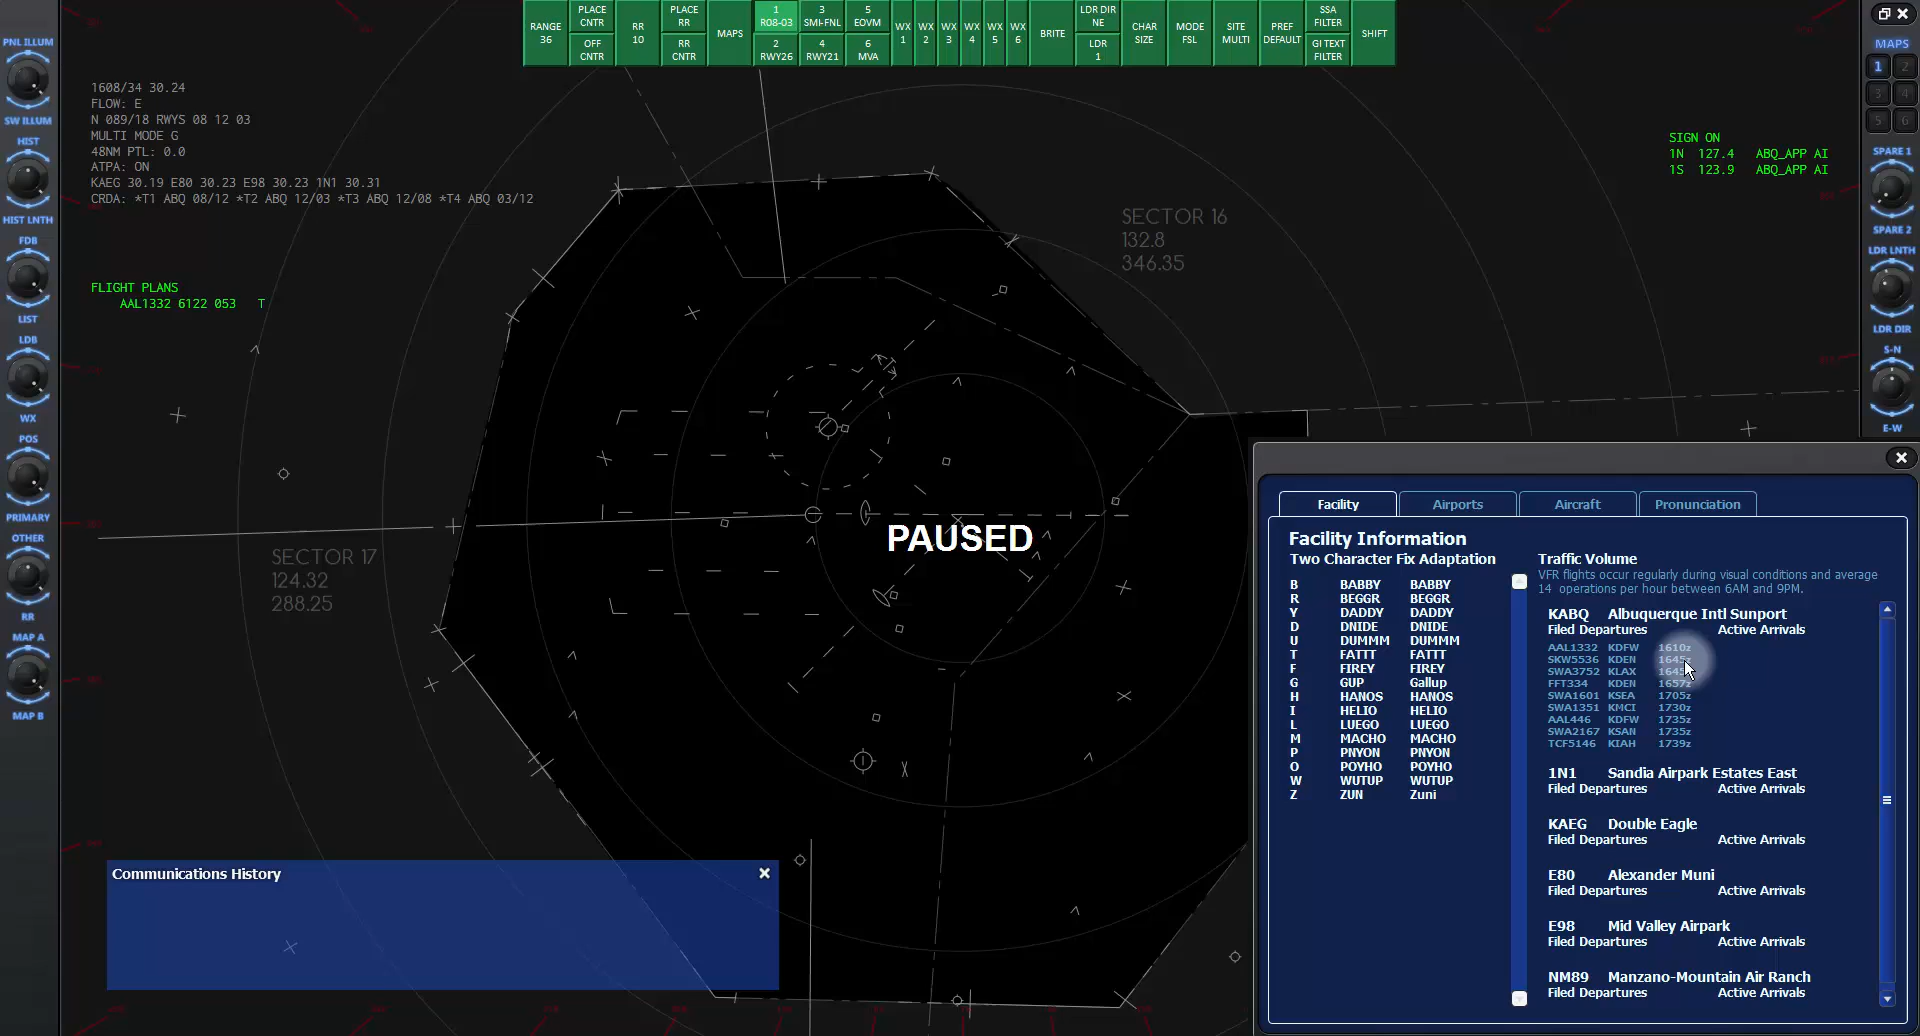 PNL ILLUM
SW ILLUM
HIST
HIST LNTH
FDB
LIST
LDB
WX
POS
PRIMARY
OTHER
RR
MAP A
MAP B
RANGE 36
PLACE CNTR
OFF CNTR
RR 10
PLACE RR
RR CNTR
MAPS
1 R08-03
2 RWY26
3 SMI-FNL
4 RWY21
5 EOVM
6 MVA
WX 1
WX 2
WX 3
WX 4
WX 5
WX 6
BRITE
LDR DIR NE
LDR 1
CHAR SIZE
MODE FSL
SITE MULTI
PREF DEFAULT
SSA FILTER
GI TEXT FILTER
SHIFT
1608/34 30.24
FLOW: E
N 089/18 RWYS 08 12 03
MULTI MODE G
48NM PTL: 0.0
ATPA: ON
KAEG 30.19 E80 30.23 E98 30.23 1N1 30.31
CRDA: *T1 ABQ 08/12 *T2 ABQ 12/03 *T3 ABQ 12/08 *T4 ABQ 03/12
FLIGHT PLANS
AAL1332 6122 053 T
SECTOR 16
132.8
346.35
SECTOR 17
124.32
288.25
SIGN ON
1N 127.4 ABQ_APP AI
1S 123.9 ABQ_APP AI
MAPS
1 2
3 4
5 6
SPARE 1
SPARE 2
LDR LNTH
LDR DIR
S-N
E-W
PAUSED
Communications History
Facility Airports Aircraft Pronunciation
Facility Information
Two Character Fix Adaptation
B BABBY BABBY
R BEGGR BEGGR
Y DADDY DADDY
D DNIDE DNIDE
U DUMMM DUMMM
T FATTT FATTT
F FIREY FIREY
G GUP Gallup
H HANOS HANOS
I HELIO HELIO
L LUEGO LUEGO
M MACHO MACHO
P PNYON PNYON
O POYHO POYHO
W WUTUP WUTUP
Z ZUN Zuni
Traffic Volume
VFR flights occur regularly during visual conditions and average
14 operations per hour between 6AM and 9PM.
KABQ Albuquerque Intl Sunport
Filed Departures Active Arrivals
AAL1332 KDFW 1610z
SKW5536 KDEN 1645z
SWA3752 KLAX
FFT334 KDEN 1657z
SWA1601 KSEA 1705z
SWA1351 KMCI 1730z
AAL446 KDFW 1735z
SWA2167 KSAN 1735z
TCF5146 KIAH 1739z
1N1 Sandia Airpark Estates East
Filed Departures Active Arrivals
KAEG Double Eagle
Filed Departures Active Arrivals
E80 Alexander Muni
Filed Departures Active Arrivals
E98 Mid Valley Airpark
Filed Departures Active Arrivals
NM89 Manzano-Mountain Air Ranch
Filed Departures Active Arrivals